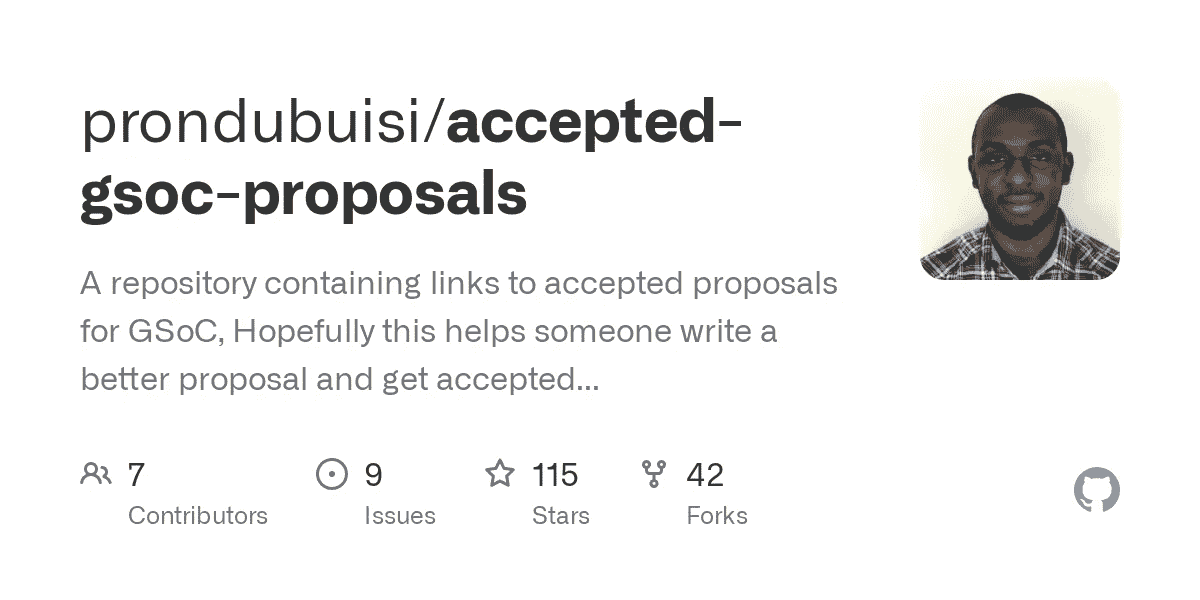 prondubuisi/accepted-
gsoc-proposals
A repository containing links to accepted proposals
for GSoC, Hopefully this helps someone write a
better proposal and get accepted...
7
Contributors
9
Issues
115
Stars
42
Forks